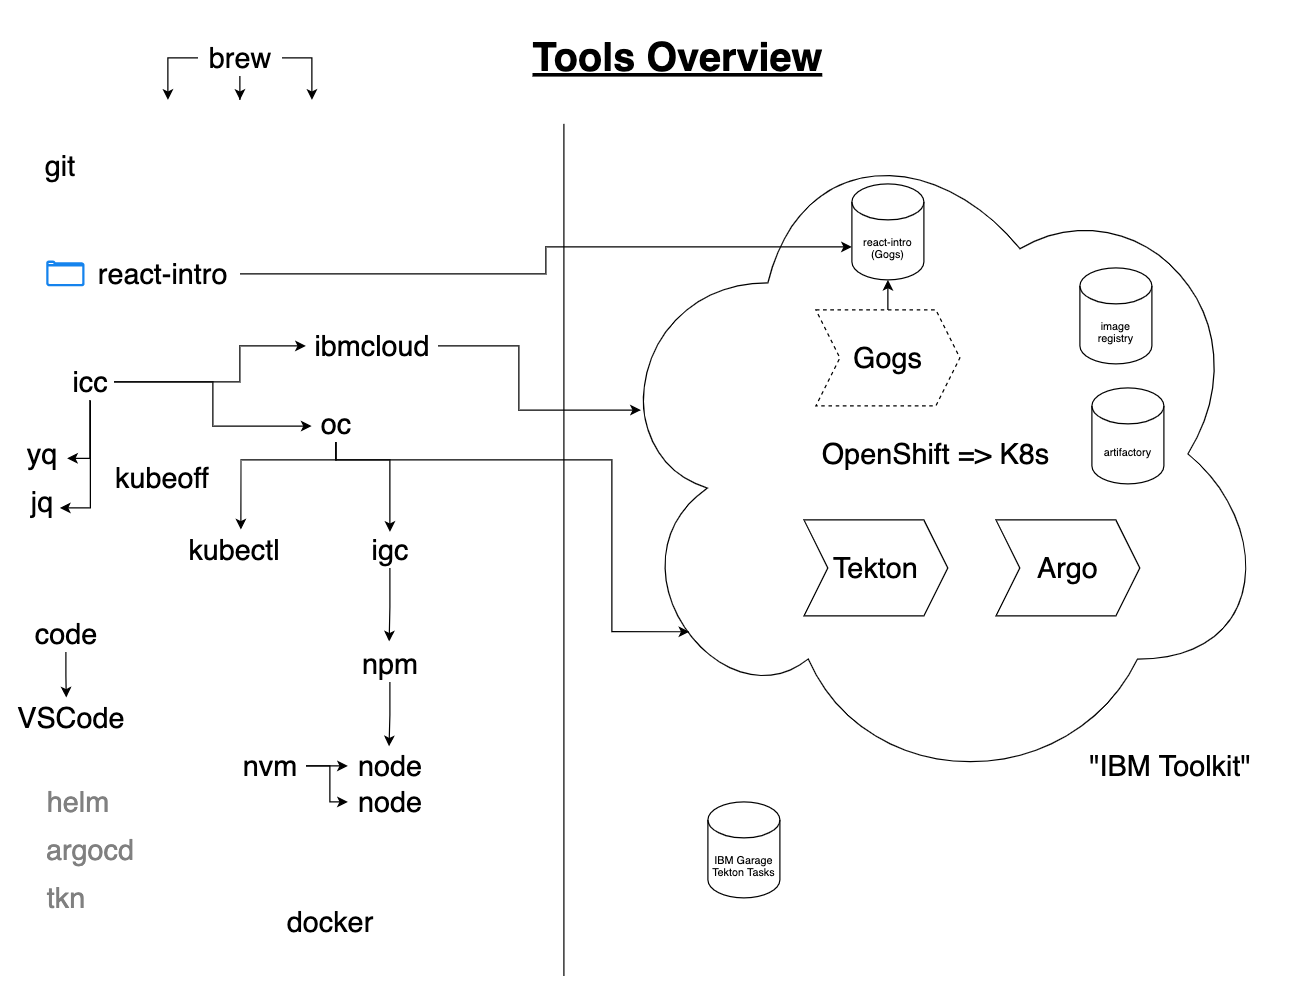 brew
Tools Overview
git
react-intro
react-intro
(Gogs)
image
registry
ibmcloud
Gogs
icc
oc
yq
kubeoff
jq
OpenShift => K8s
artifactory
kubectl
igc
Tekton
Argo
code
npm
VSCode
nvm
node
"IBM Toolkit"
helm
node
argocd
IBM Garage
Tekton Tasks
tkn
docker